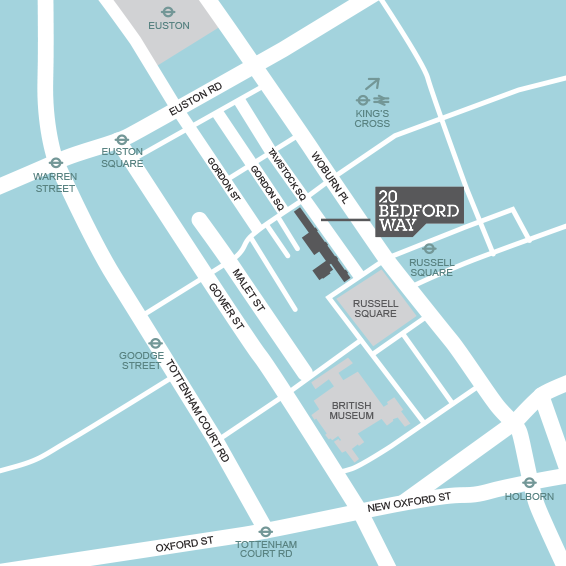 EUSTON
EUSTON RD
KING'S
CROSS
EUSTON
SQUARE
WARREN
STREET
GORDON ST
GORDON SQ
TAVISTOCK SQ
WOBURN PL
20
BEDFORD
WAY
RUSSELL
SQUARE
MALET ST
GOWER ST
RUSSELL
SQUARE
GOODGE
STREET
TOTTENHAM COURT RD
BRITISH
MUSEUM
NEW OXFORD ST
HOLBORN
OXFORD ST
TOTTENHAM
COURT RD